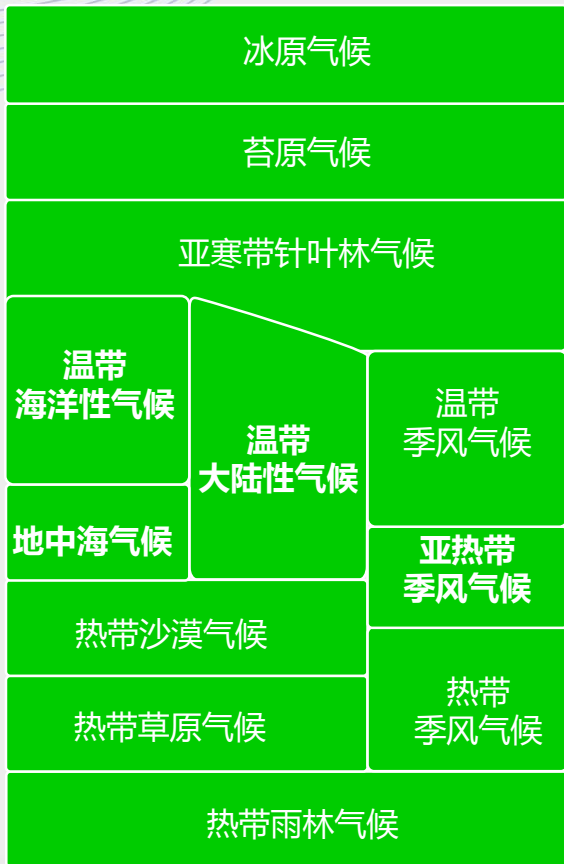 冰原气候
苔原气候
亚寒带针叶林气候
温带
海洋性气候
温带
大陆性气候
温带
季风气候
地中海气候
亚热带
季风气候
热带沙漠气候
热带草原气候
热带
季风气候
热带雨林气候